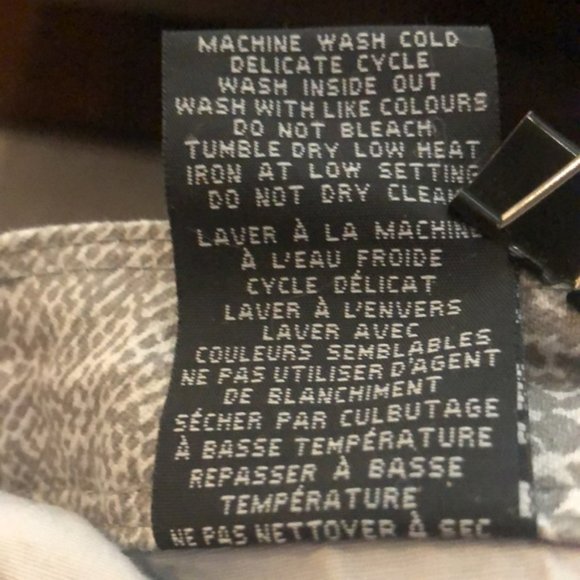 MACHINE WASH COLD
DELICATE CYCLE
WASH INSIDE OUT
WASH WITH LIKE COLOURS
DO NOT BLEACH
TUMBLE DRY LOW HEAT
IRON AT LOW SETTING
DO NOT DRY CLEAN
LAVER À LA MACHINE
À L'EAU FROIDE
CYCLE DÉLICAT
LAVER À L'ENVERS
LAVER AVEC
COULEURS SEMBLABLES
NE PAS UTILISER D'AGENT
DE BLANCHIMENT
SÉCHER PAR CULBUTAGE
À BASSE TEMPÉRATURE
REPASSER À BASSE
TEMPÉRATURE
NE PAS NETTOYER À SEC